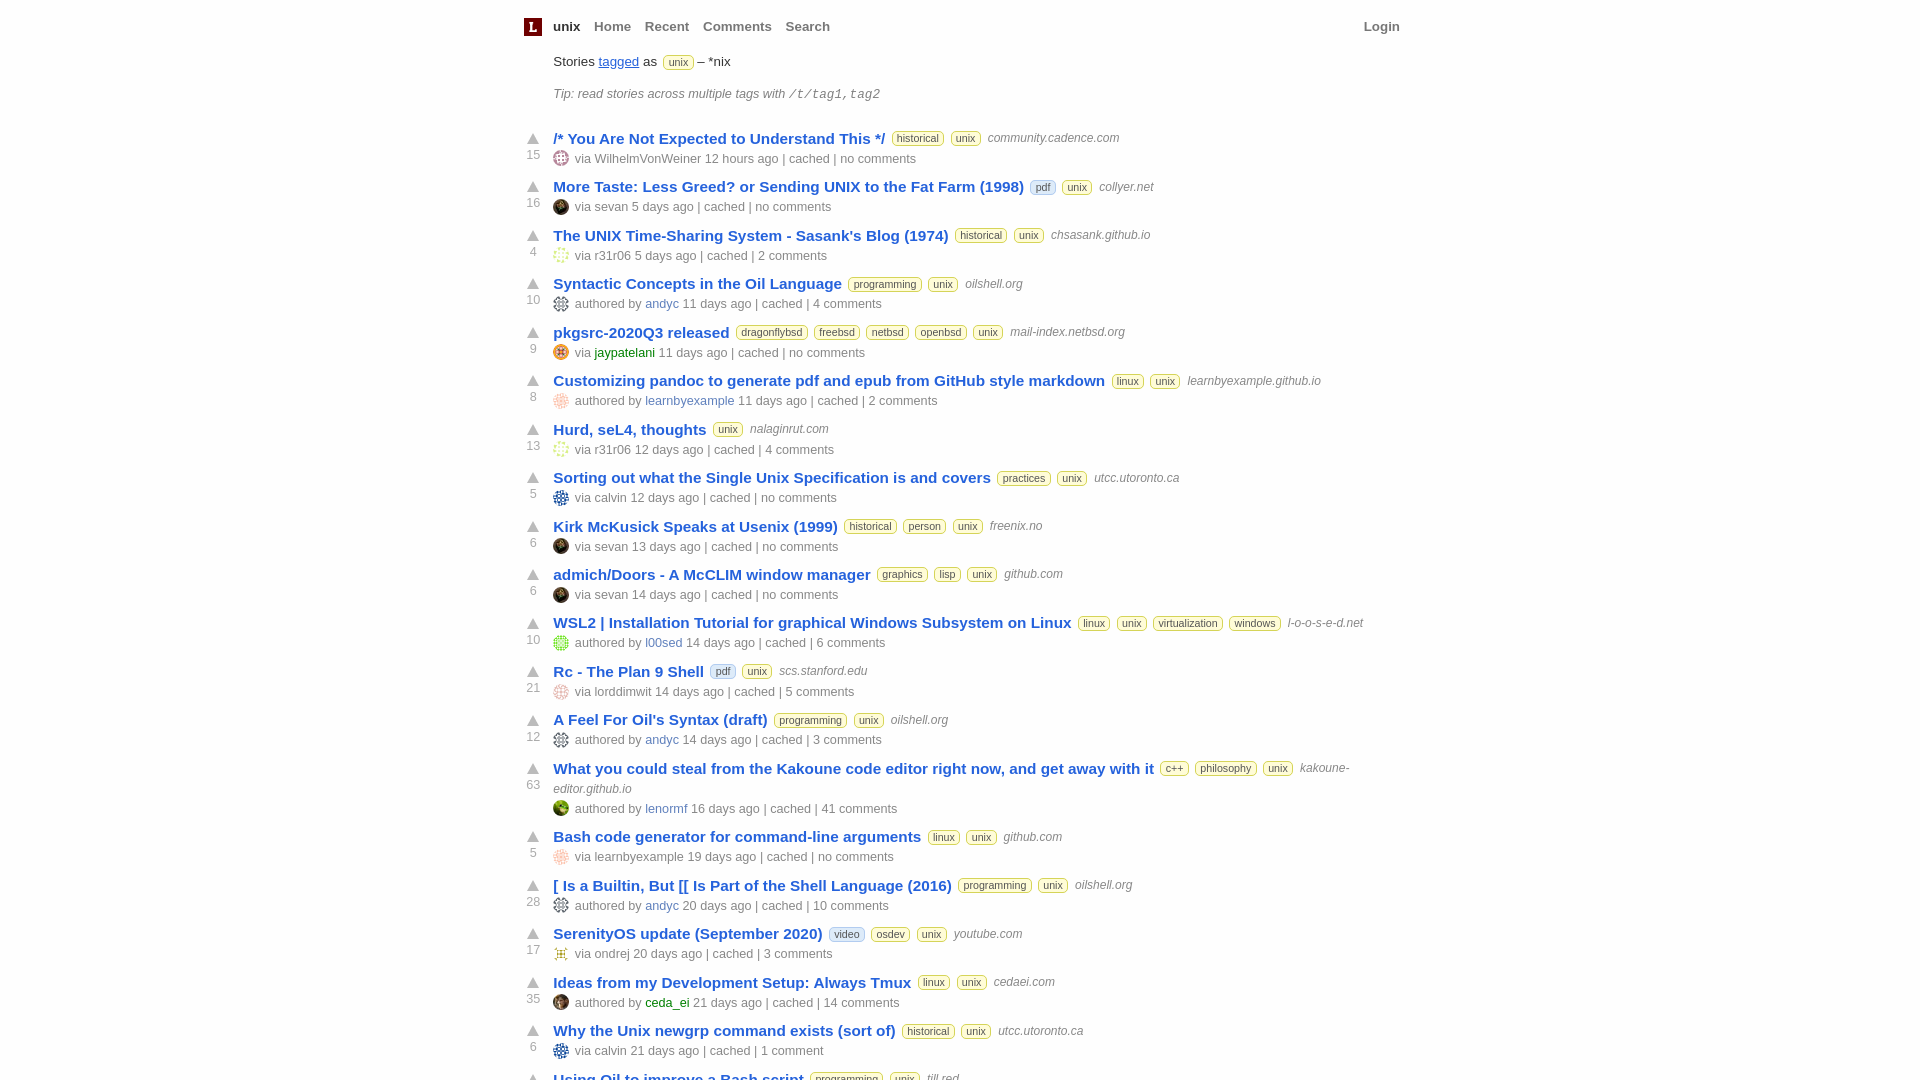 L unix Home Recent Comments Search Login
Stories tagged as unix – *nix
Tip: read stories across multiple tags with /t/tag1,tag2
/* You Are Not Expected to Understand This */ historical unix community.cadence.com
15 via WilhelmVonWeiner 12 hours ago | cached | no comments
More Taste: Less Greed? or Sending UNIX to the Fat Farm (1998) pdf unix collyer.net
16 via sevan 5 days ago | cached | no comments
The UNIX Time-Sharing System - Sasank's Blog (1974) historical unix chsasank.github.io
4 via r31r06 5 days ago | cached | 2 comments
Syntactic Concepts in the Oil Language programming unix oilshell.org
10 authored by andyc 11 days ago | cached | 4 comments
pkgsrc-2020Q3 released dragonflybsd freebsd netbsd openbsd unix mail-index.netbsd.org
9 via jaypatelani 11 days ago | cached | no comments
Customizing pandoc to generate pdf and epub from GitHub style markdown linux unix learnbyexample.github.io
8 authored by learnbyexample 11 days ago | cached | 2 comments
Hurd, seL4, thoughts unix nalaginrut.com
13 via r31r06 12 days ago | cached | 4 comments
Sorting out what the Single Unix Specification is and covers practices unix utcc.utoronto.ca
5 via calvin 12 days ago | cached | no comments
Kirk McKusick Speaks at Usenix (1999) historical person unix freenix.no
6 via sevan 13 days ago | cached | no comments
admich/Doors - A McCLIM window manager graphics lisp unix github.com
6 via sevan 14 days ago | cached | no comments
WSL2 | Installation Tutorial for graphical Windows Subsystem on Linux linux unix virtualization windows l-o-o-s-e-d.net
10 authored by l00sed 14 days ago | cached | 6 comments
Rc - The Plan 9 Shell pdf unix scs.stanford.edu
21 via lorddimwit 14 days ago | cached | 5 comments
A Feel For Oil's Syntax (draft) programming unix oilshell.org
12 authored by andyc 14 days ago | cached | 3 comments
What you could steal from the Kakoune code editor right now, and get away with it c++ philosophy unix kakoune-
63 editor.github.io
authored by lenormf 16 days ago | cached | 41 comments
Bash code generator for command-line arguments linux unix github.com
5 via learnbyexample 19 days ago | cached | no comments
[ Is a Builtin, But [[ Is Part of the Shell Language (2016) programming unix oilshell.org
28 authored by andyc 20 days ago | cached | 10 comments
SerenityOS update (September 2020) video osdev unix youtube.com
17 via ondrej 20 days ago | cached | 3 comments
Ideas from my Development Setup: Always Tmux linux unix cedaei.com
35 authored by ceda_ei 21 days ago | cached | 14 comments
Why the Unix newgrp command exists (sort of) historical unix utcc.utoronto.ca
6 via calvin 21 days ago | cached | 1 comment
Using Oil to improve a Bash script programming unix till.red